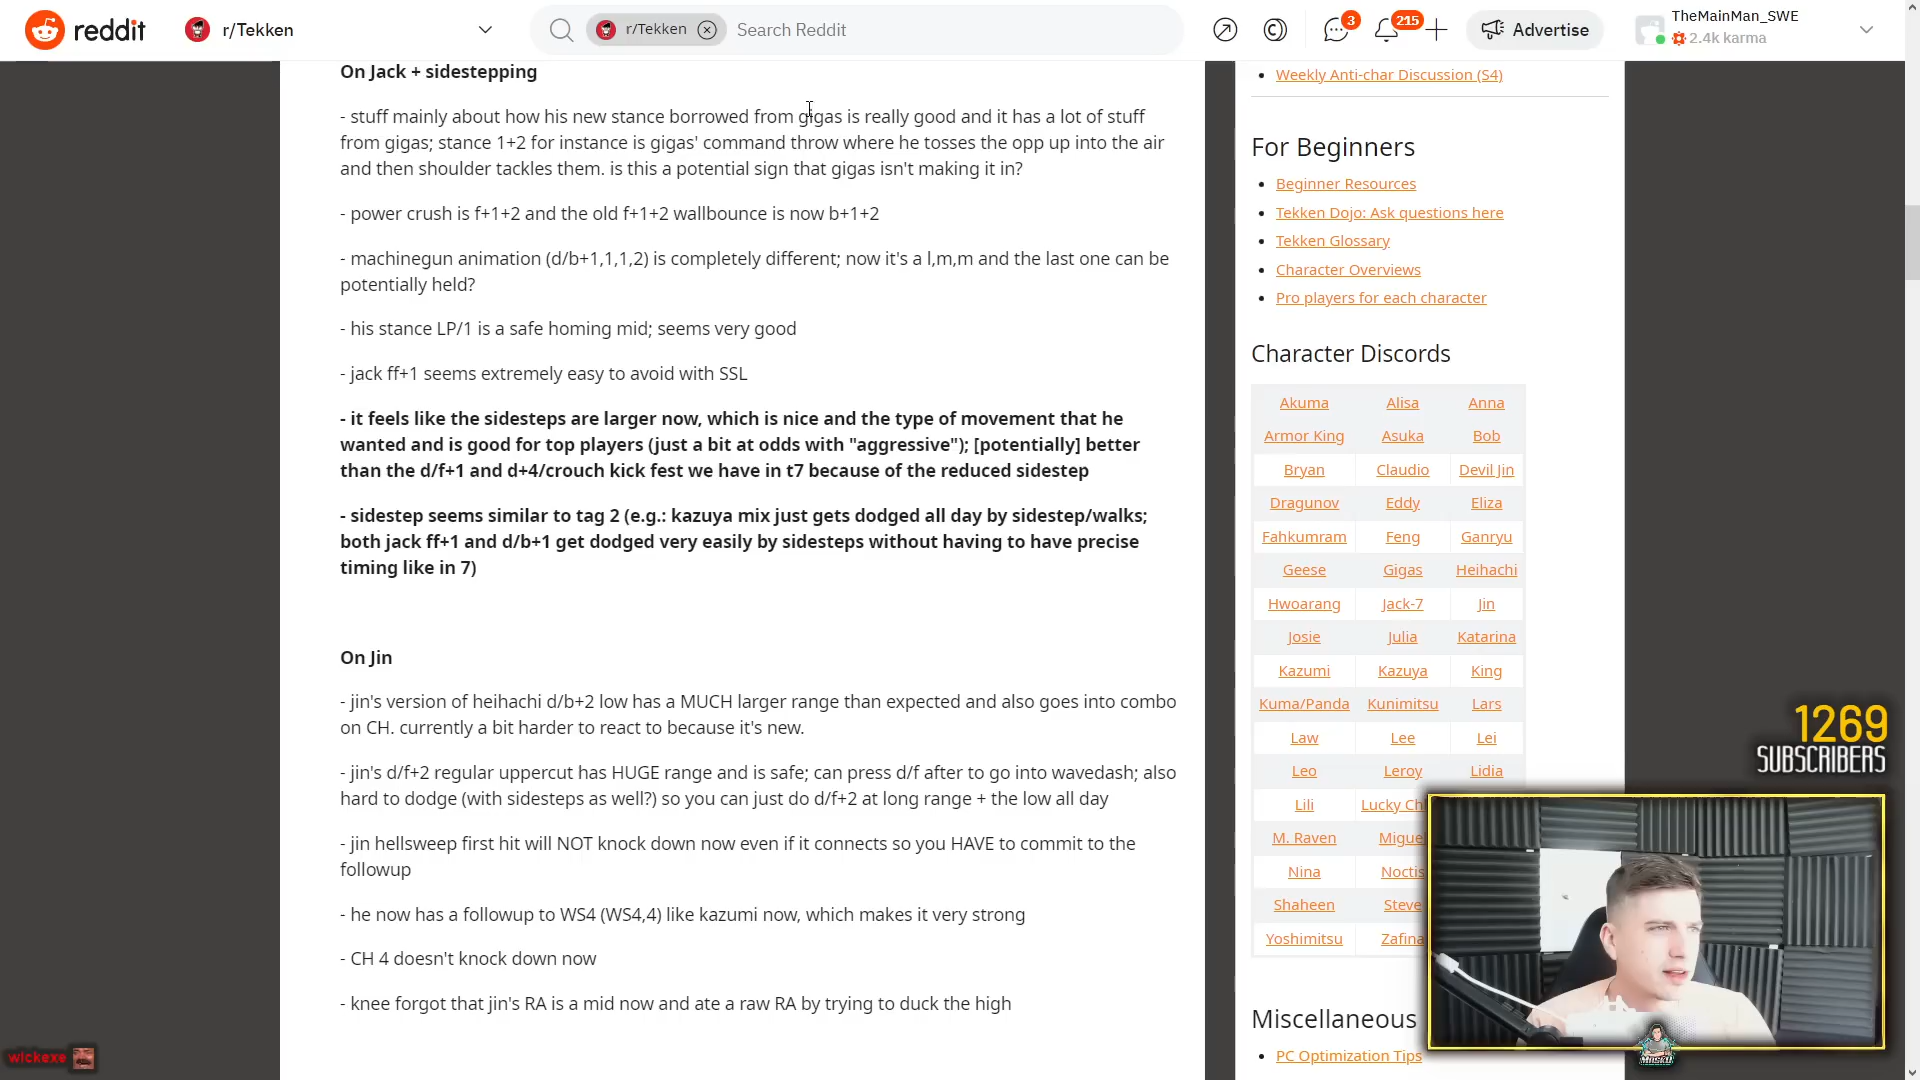 reddit r/Tekken r/Tekken Search Reddit 3 215 Advertise TheMainMan_SWE
2.4k karma
On Jack + sidestepping
- stuff mainly about how his new stance borrowed from gigas is really good and it has a lot of stuff
from gigas; stance 1+2 for instance is gigas' command throw where he tosses the opp up into the air
and then shoulder tackles them. is this a potential sign that gigas isn't making it in?
- power crush is f+1+2 and the old f+1+2 wallbounce is now b+1+2
- machinegun animation (d/b+1,1,1,2) is completely different; now it's a l,m,m and the last one can be
potentially held?
- his stance LP/1 is a safe homing mid; seems very good
- jack ff+1 seems extremely easy to avoid with SSL
- it feels like the sidesteps are larger now, which is nice and the type of movement that he
wanted and is good for top players (just a bit at odds with "aggressive"); [potentially] better
than the d/f+1 and d+4/crouch kick fest we have in t7 because of the reduced sidestep
- sidestep seems similar to tag 2 (e.g.: kazuya mix just gets dodged all day by sidestep/walks;
both jack ff+1 and d/b+1 get dodged very easily by sidesteps without having to have precise
timing like in 7)
On Jin
- jin's version of heihachi d/b+2 low has a MUCH larger range than expected and also goes into combo
on CH. currently a bit harder to react to because it's new.
- jin's d/f+2 regular uppercut has HUGE range and is safe; can press d/f after to go into wavedash; also
hard to dodge (with sidesteps as well?) so you can just do d/f+2 at long range + the low all day
- jin hellsweep first hit will NOT knock down now even if it connects so you HAVE to commit to the
followup
- he now has a followup to WS4 (WS4,4) like kazumi now, which makes it very strong
- CH 4 doesn't knock down now
- knee forgot that jin's RA is a mid now and ate a raw RA by trying to duck the high
Weekly Anti-char Discussion (S4)
For Beginners
Beginner Resources
Tekken Dojo: Ask questions here
Tekken Glossary
Character Overviews
Pro players for each character
Character Discords
Akuma Alisa Anna
Armor King Asuka Bob
Bryan Claudio Devil Jin
Dragunov Eddy Eliza
Fahkumram Feng Ganryu
Geese Gigas Heihachi
Hwoarang Jack-7 Jin
Josie Julia Katarina
Kazumi Kazuya King
Kuma/Panda Kunimitsu Lars
Law Lee Lei
Leo Leroy Lidia
Lili Lucky Ch
M. Raven Migue
Nina Noctis
Shaheen Steve
Yoshimitsu Zafina
Miscellaneous
PC Optimization Tips
1269
SUBSCRIBERS
wickexe